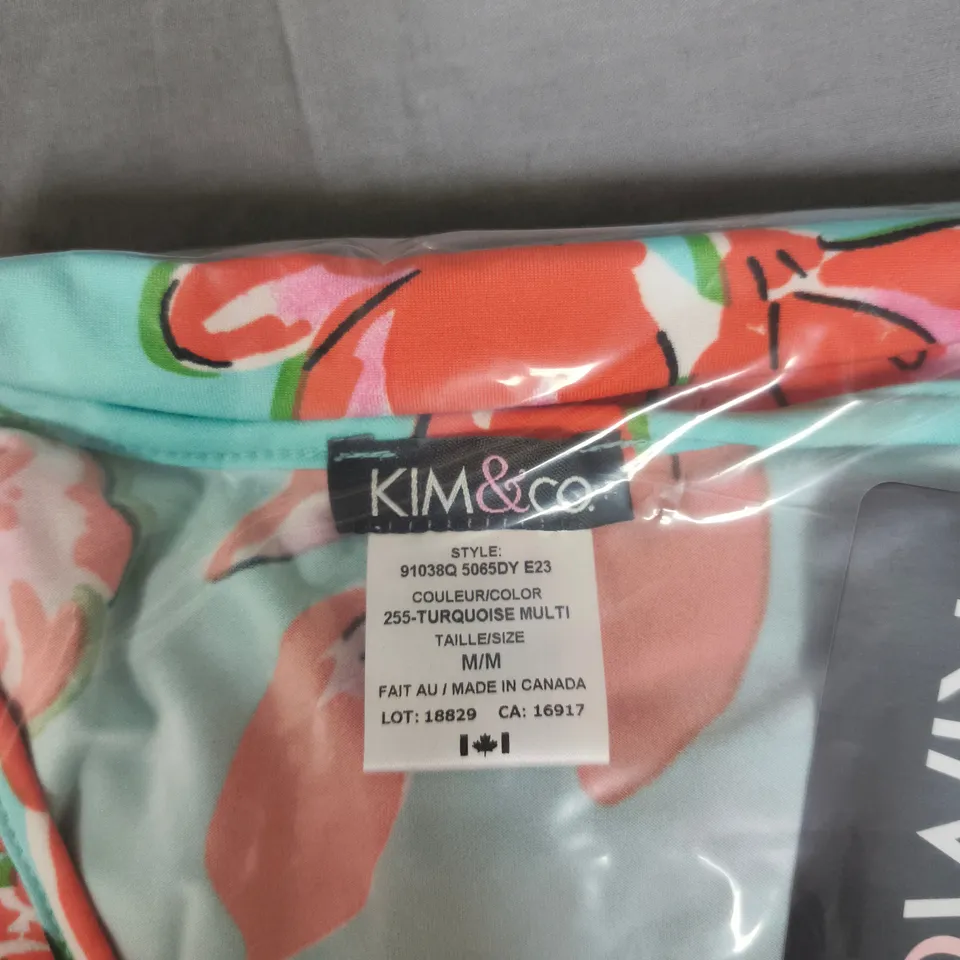 KIM&CO.
STYLE:
91038Q 5065DY E23
COULEUR/COLOR
255-TURQUOISE MULTI
TAILLE/SIZE
M/M
FAIT AU / MADE IN CANADA
LOT: 18829 CA: 16917